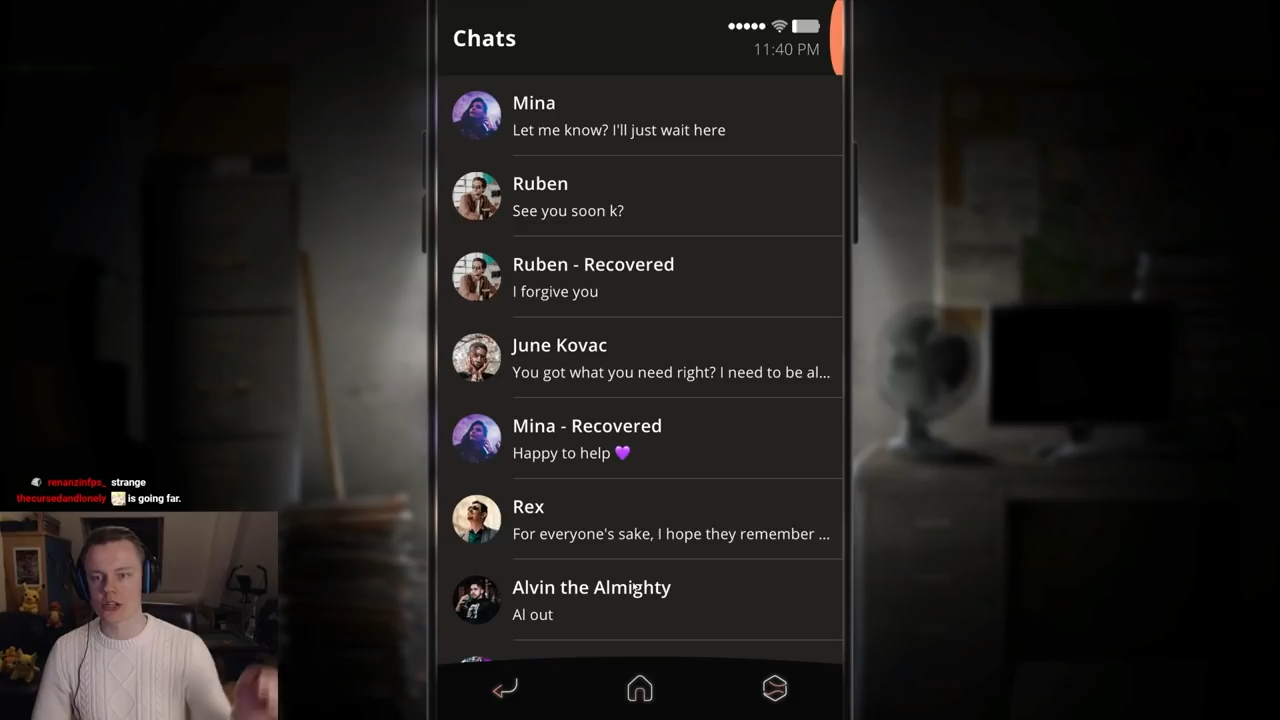 Chats
11:40 PM
Mina
Let me know? I'll just wait here
Ruben
See you soon k?
Ruben - Recovered
I forgive you
June Kovac
You got what you need right? I need to be al...
Mina - Recovered
Happy to help 💜
Rex
For everyone's sake, I hope they remember ...
Alvin the Almighty
Al out
renanzinfps_ strange
thecursedandlonely is going far.